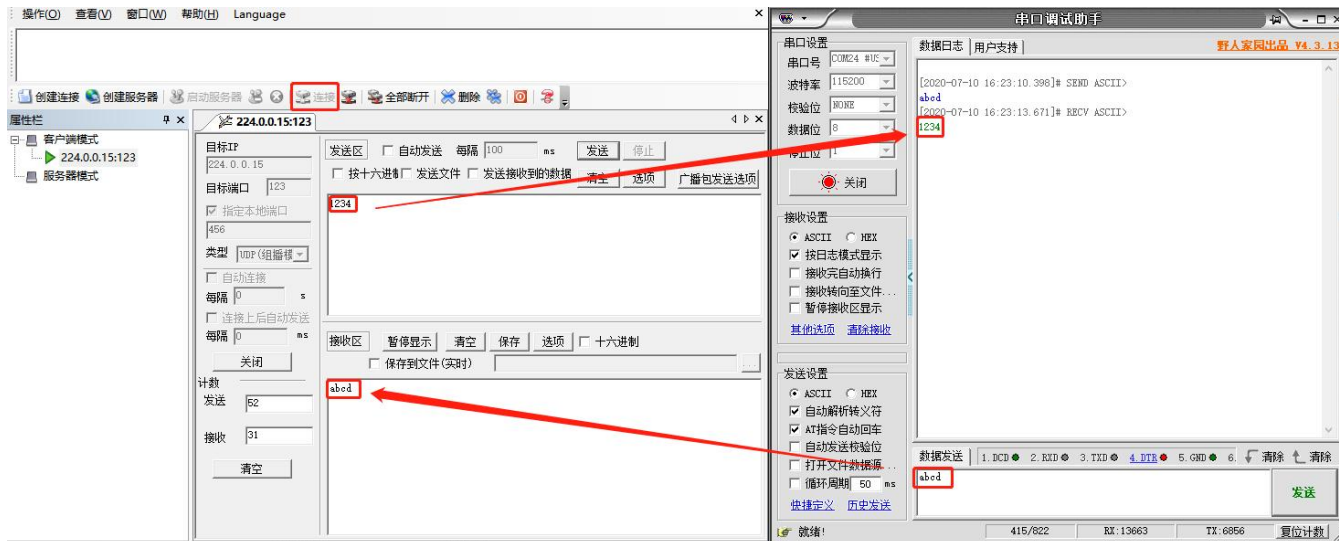 操作(O) 查看(V) 窗口(W) 帮助(H) Language
创建连接 创建服务器 启动服务器 连接 全部断开 删除
属性栏
客户端模式
224.0.0.15:123
服务器模式
224.0.0.15:123
目标IP
224.0.0.15
目标端口 123
指定本地端口
456
类型 UDP(组播模
自动连接
每隔 0 s
连接上后自动发送
每隔 0 ms
关闭
计数
发送 52
接收 31
清空
发送区 自动发送 每隔 100 ms 发送 停止
按十六进制 发送文件 发送接收到的数据 清空 选项 广播包发送选项
1234
接收区 暂停显示 清空 保存 选项 十六进制
保存到文件(实时) ...
abcd
串口调试助手
串口设置
串口号 COM24 #US
波特率 115200
校验位 NONE
数据位 8
停止位 1
关闭
接收设置
ASCII HEX
按日志模式显示
接收完自动换行
接收转向至文件...
暂停接收区显示
其他选项 清除接收
发送设置
ASCII HEX
自动解析转义符
AT指令自动回车
自动发送校验位
打开文件数据源...
循环周期 50 ms
快捷定义 历史发送
数据日志 用户支持 野人家园出品 V4.3.13
[2020-07-10 16:23:10.398]# SEND ASCII>
abcd
[2020-07-10 16:23:13.671]# RECV ASCII>
1234
数据发送 1.DCD 2.RXD 3.TXD 4.DTR 5.GND 6. 清除 清除
abcd
发送
就绪! 415/822 RX:13663 TX:6856 复位计数